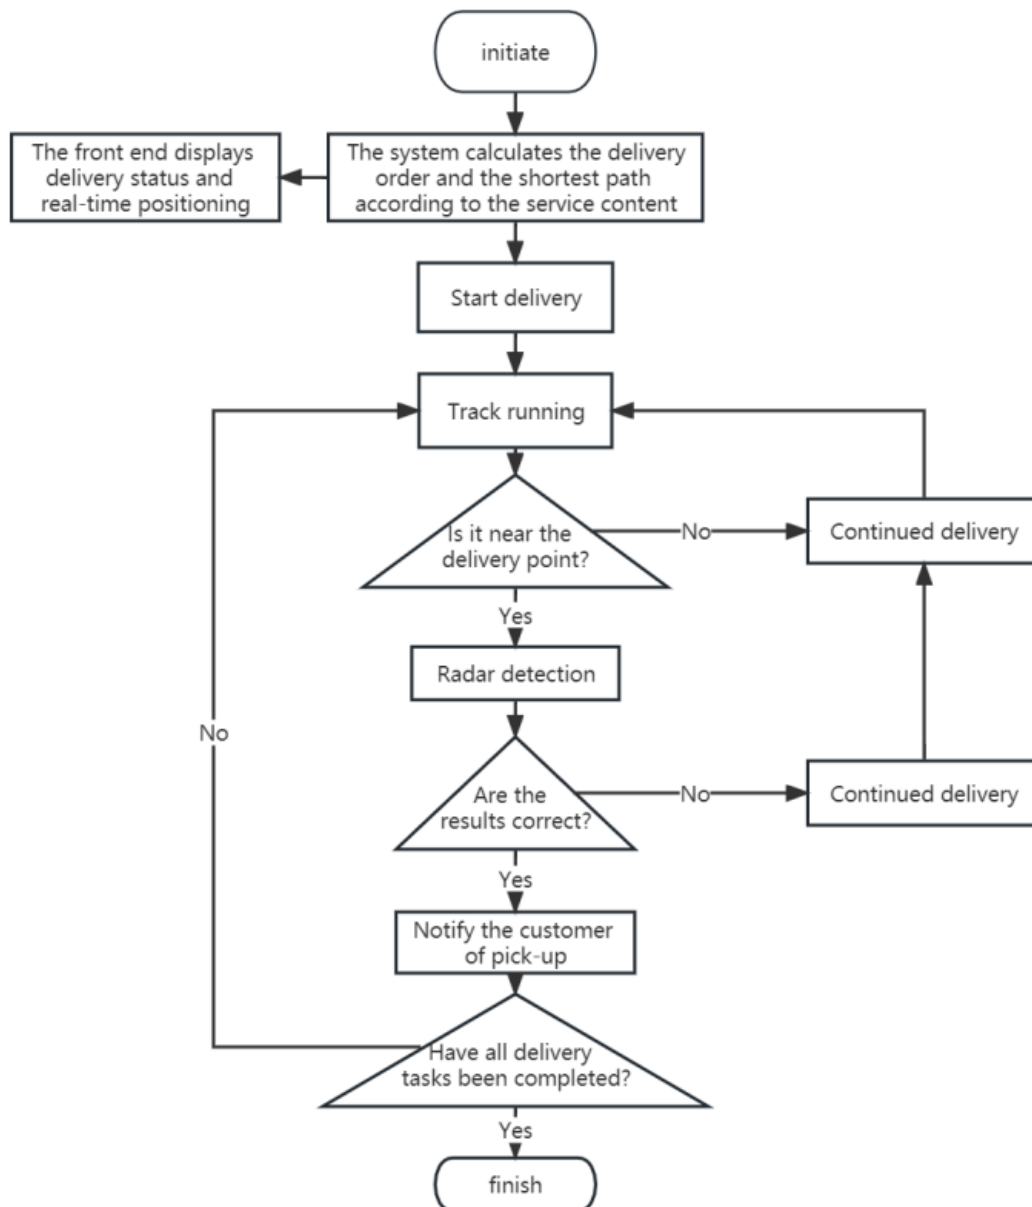 initiate
The front end displays
delivery status and
real-time positioning
The system calculates the delivery
order and the shortest path
according to the service content
Start delivery
Track running
Is it near the
delivery point?
No
Continued delivery
Yes
Radar detection
No
Are the
results correct?
No
Continued delivery
Yes
Notify the customer
of pick-up
Have all delivery
tasks been completed?
Yes
finish